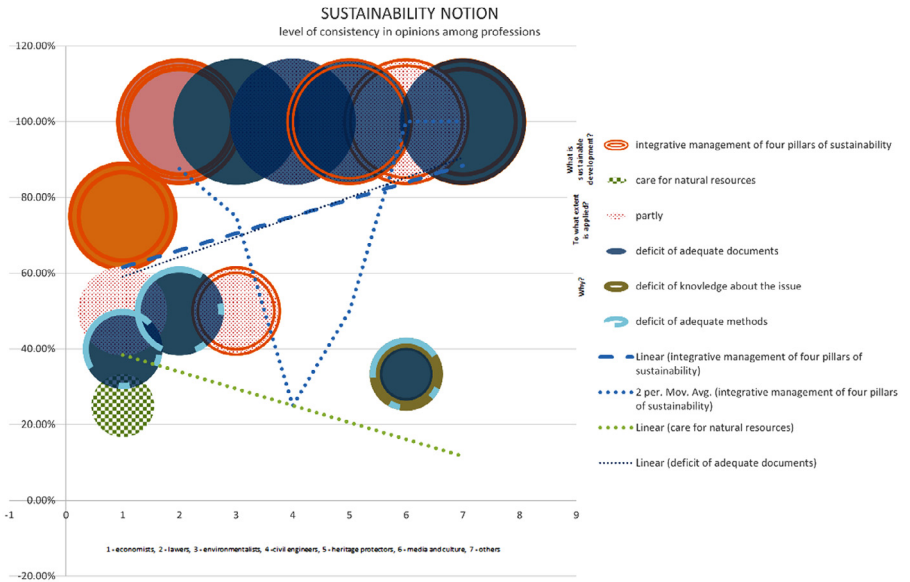 SUSTAINABILITY NOTION
level of consistency in opinions among professions
120.00%
100.00%
80.00%
60.00%
40.00%
20.00%
0.00%
-20.00%
-1
0
1
2
3
4
5
6
7
8
9
1 - economists, 2 - lawers, 3 - environmentalists, 4 -civil engineers, 5 - heritage protectors, 6 - media and culture, 7 - others
What is
sustainable
development?
To what extent
is applied?
Why?
integrative management of four pillars of sustainability
care for natural resources
partly
deficit of adequate documents
deficit of knowledge about the issue
deficit of adequate methods
Linear (integrative management of four pillars of
sustainability)
2 per. Mov. Avg. (integrative management of four pillars
of sustainability)
Linear (care for natural resources)
Linear (deficit of adequate documents)